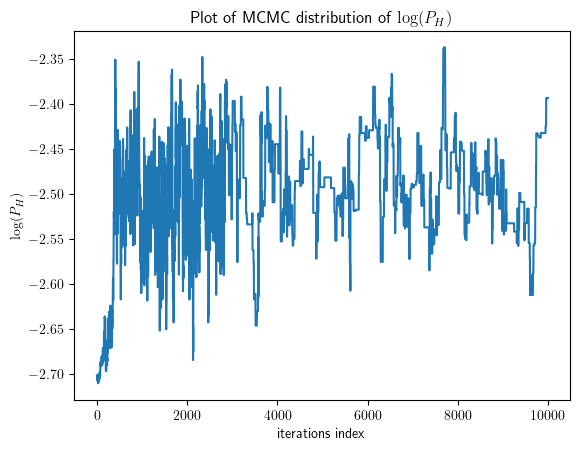 Plot of MCMC distribution of log(P_H)
−2.35
−2.40
−2.45
−2.50
−2.55
−2.60
−2.65
−2.70
log(P_H)
0 2000 4000 6000 8000 10000
iterations index